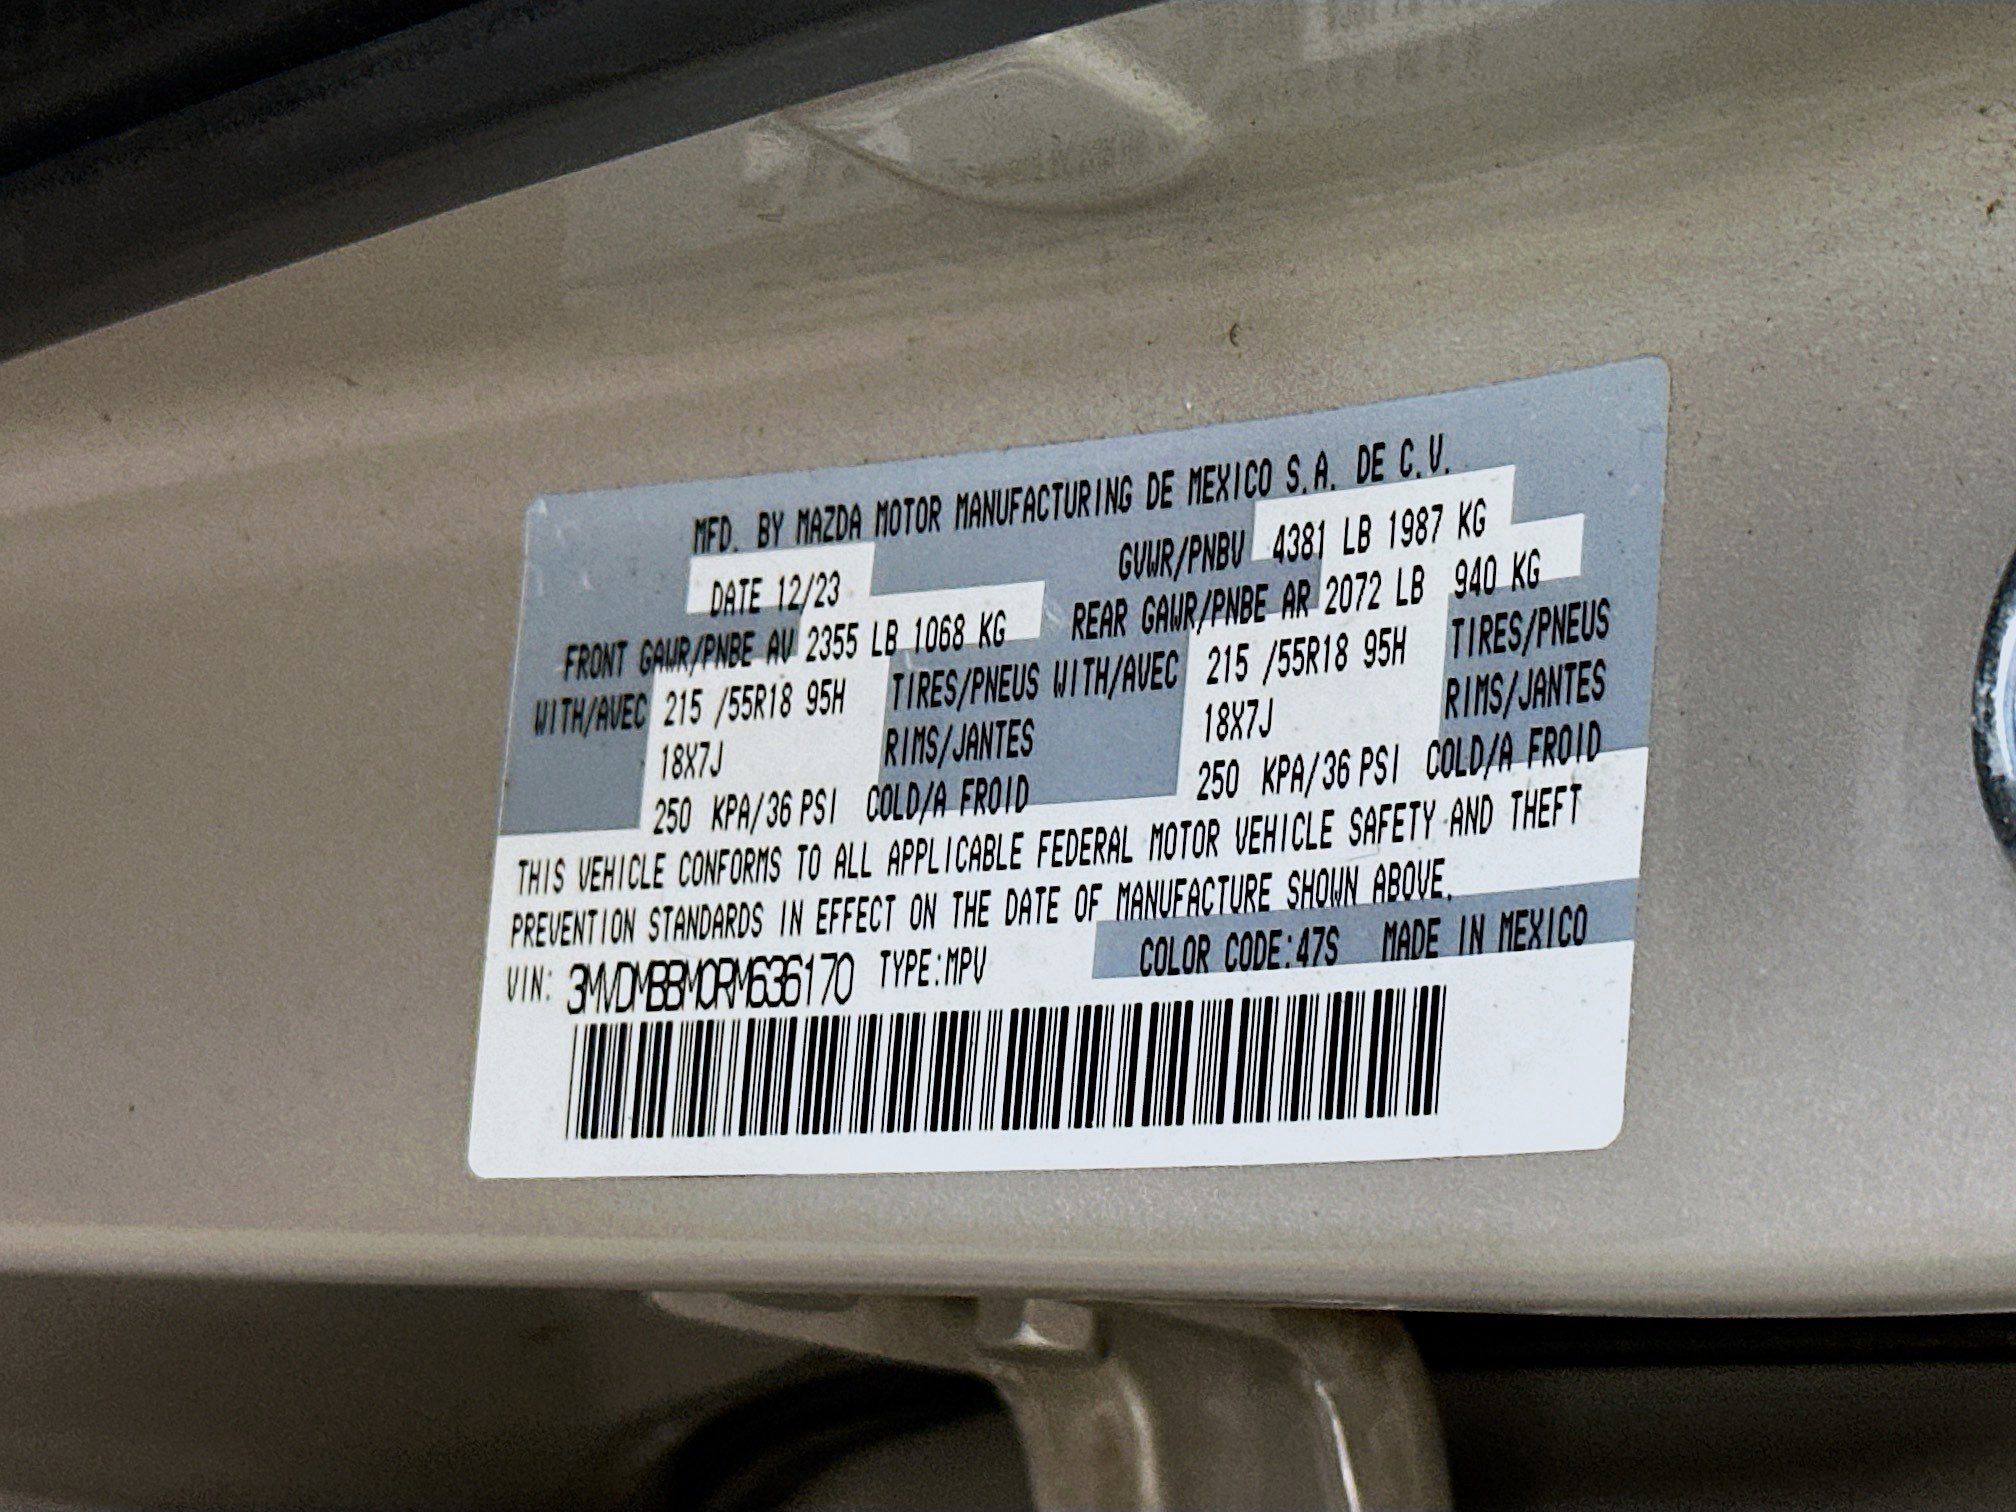 MFD. BY MAZDA MOTOR MANUFACTURING DE MEXICO S.A. DE C.V.
DATE 12/23 GVWR/PNBV 4381 LB 1987 KG
FRONT GAWR/PNBE AV 2355 LB 1068 KG REAR GAWR/PNBE AR 2072 LB 940 KG
WITH/AVEC 215 /55R18 95H TIRES/PNEUS WITH/AVEC 215 /55R18 95H TIRES/PNEUS
18X7J RIMS/JANTES 18X7J RIMS/JANTES
250 KPA/36 PSI COLD/A FROID 250 KPA/36 PSI COLD/A FROID
THIS VEHICLE CONFORMS TO ALL APPLICABLE FEDERAL MOTOR VEHICLE SAFETY AND THEFT
PREVENTION STANDARDS IN EFFECT ON THE DATE OF MANUFACTURE SHOWN ABOVE.
VIN: 3MVDMBBM0RM636170 TYPE:MPV COLOR CODE:47S MADE IN MEXICO